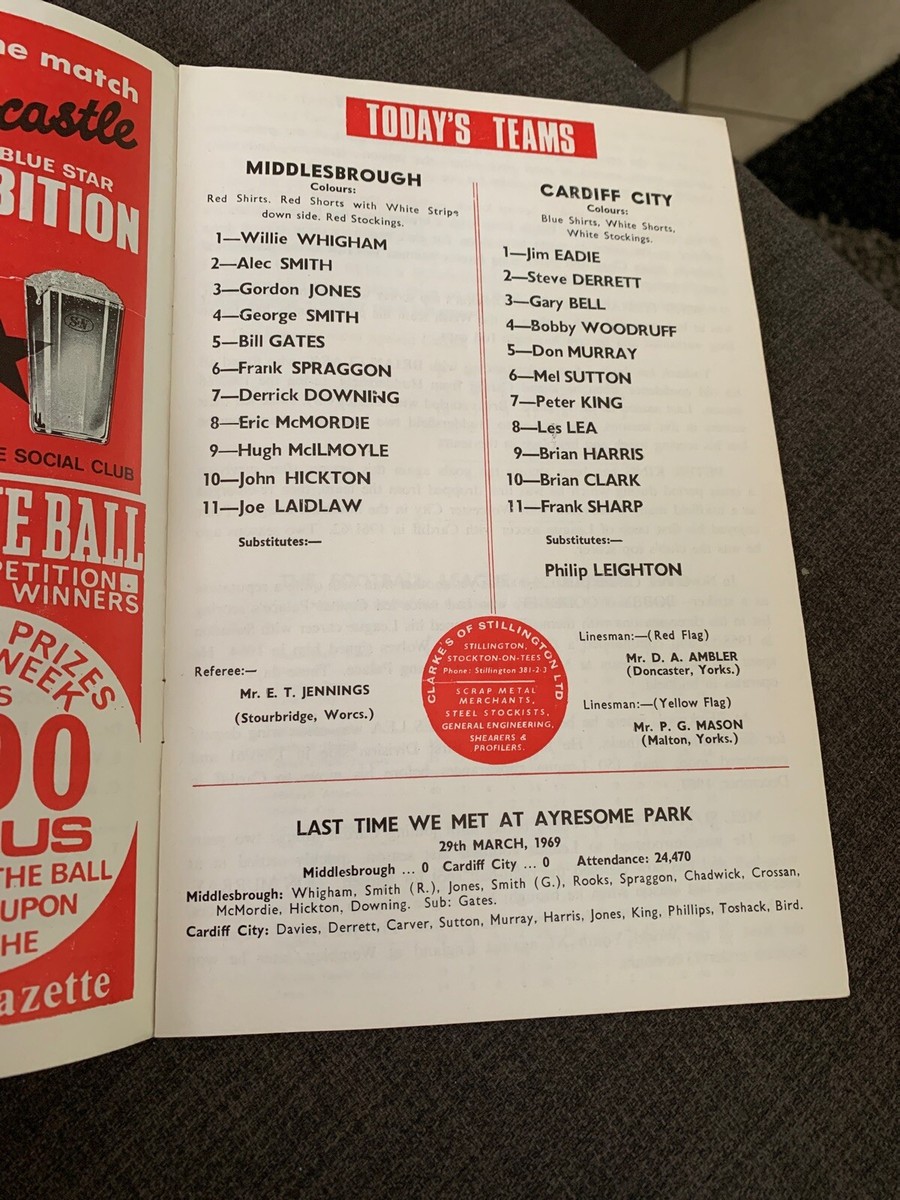 he match
castle
BLUE STAR
BITION
S&N
E SOCIAL CLUB
E BALL
PETITION
WINNERS
PRIZES
WEEK
S
00
US
THE BALL
UPON
HE
azette
TODAY'S TEAMS
MIDDLESBROUGH
Colours:
Red Shirts. Red Shorts with White Stripe
down side. Red Stockings.
1—Willie WHIGHAM
2—Alec SMITH
3—Gordon JONES
4—George SMITH
5—Bill GATES
6—Frank SPRAGGON
7—Derrick DOWNING
8—Eric McMORDIE
9—Hugh McILMOYLE
10—John HICKTON
11—Joe LAIDLAW
Substitutes:—
CARDIFF CITY
Colours:
Blue Shirts, White Shorts,
White Stockings.
1—Jim EADIE
2—Steve DERRETT
3—Gary BELL
4—Bobby WOODRUFF
5—Don MURRAY
6—Mel SUTTON
7—Peter KING
8—Les LEA
9—Brian HARRIS
10—Brian CLARK
11—Frank SHARP
Substitutes:—
Philip LEIGHTON
Referee:—
Mr. E. T. JENNINGS
(Stourbridge, Worcs.)
CLARKE'S OF STILLINGTON LTD
STILLINGTON,
STOCKTON-ON-TEES
Phone: Stillington 381-2-3
SCRAP METAL
MERCHANTS,
STEEL STOCKISTS,
GENERAL ENGINEERING,
SHEARERS &
PROFILERS.
Linesman:—(Red Flag)
Mr. D. A. AMBLER
(Doncaster, Yorks.)
Linesman:—(Yellow Flag)
Mr. P. G. MASON
(Malton, Yorks.)
LAST TIME WE MET AT AYRESOME PARK
29th MARCH, 1969
Middlesbrough ... 0 Cardiff City ... 0 Attendance: 24,470
Middlesbrough: Whigham, Smith (R.), Jones, Smith (G.), Rooks, Spraggon, Chadwick, Crossan,
McMordie, Hickton, Downing. Sub: Gates.
Cardiff City: Davies, Derrett, Carver, Sutton, Murray, Harris, Jones, King, Phillips, Toshack, Bird.